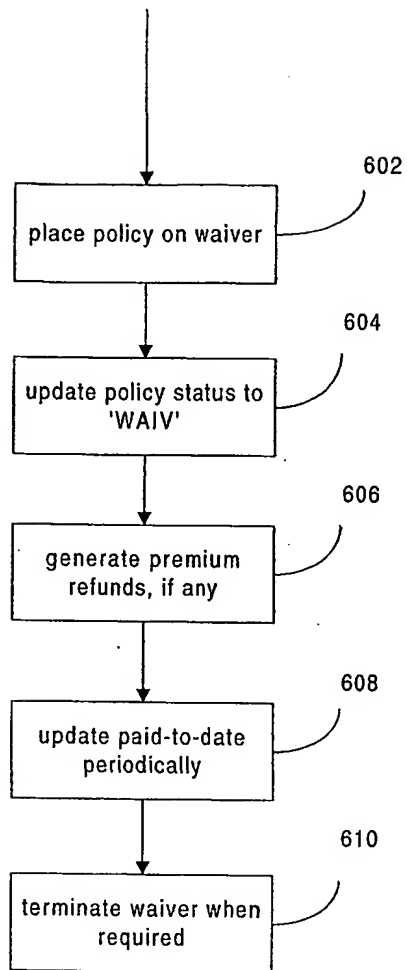 602
place policy on waiver
604
update policy status to
'WAIV'
606
generate premium
refunds, if any
608
update paid-to-date
periodically
610
terminate waiver when
required